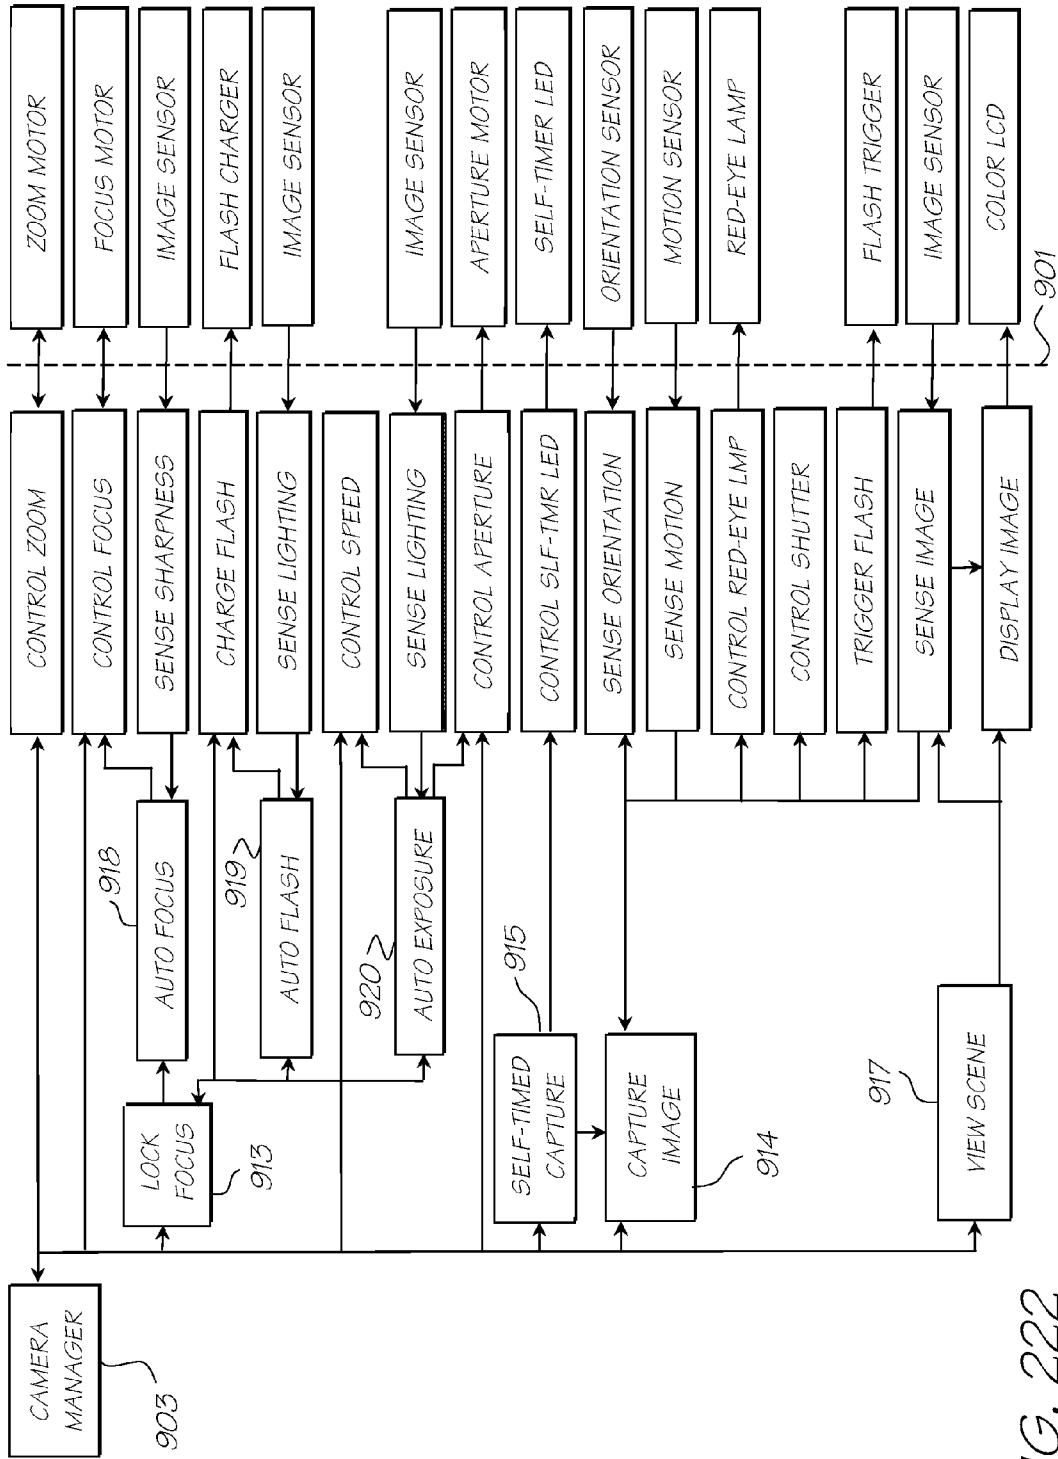 CAMERA
MANAGER
903
CONTROL ZOOM
ZOOM MOTOR
CONTROL FOCUS
FOCUS MOTOR
LOCK
FOCUS
913
AUTO FOCUS
918
SENSE SHARPNESS
IMAGE SENSOR
CHARGE FLASH
FLASH CHARGER
919
AUTO FLASH
SENSE LIGHTING
IMAGE SENSOR
CONTROL SPEED
920
AUTO EXPOSURE
SENSE LIGHTING
IMAGE SENSOR
CONTROL APERTURE
APERTURE MOTOR
SELF-TIMED
CAPTURE
915
CONTROL SLF-TMR LED
SELF-TIMER LED
SENSE ORIENTATION
ORIENTATION SENSOR
CAPTURE
IMAGE
914
SENSE MOTION
MOTION SENSOR
CONTROL RED-EYE LMP
RED-EYE LAMP
CONTROL SHUTTER
TRIGGER FLASH
FLASH TRIGGER
917
VIEW SCENE
SENSE IMAGE
IMAGE SENSOR
DISPLAY IMAGE
COLOR LCD
901
IG. 222